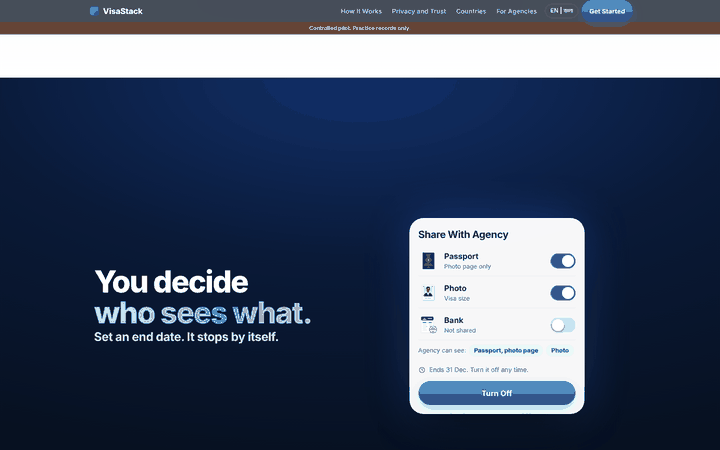 VisaStack
How It Works
Privacy and Trust
Countries
For Agencies
EN | বাংলা
Get Started
Controlled pilot. Practice records only
You decide
who sees what.
Set an end date. It stops by itself.
Share With Agency
Passport
Photo page only
Photo
Visa size
Bank
Not shared
Agency can see: Passport, photo page Photo
Ends 31 Dec. Turn it off any time.
Turn Off